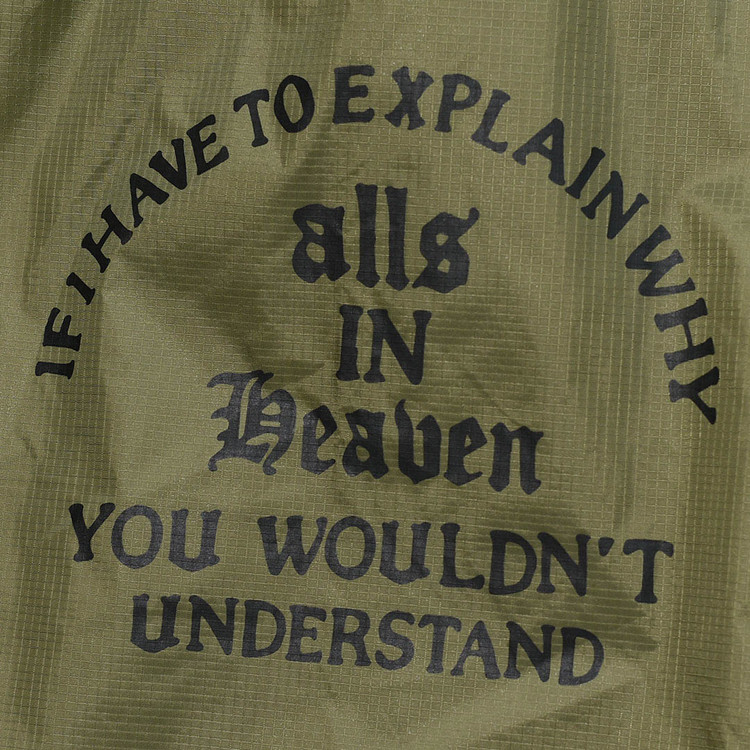 IF I HAVE TO EXPLAIN WHY
alls
IN
Heaven
YOU WOULDN'T
UNDERSTAND